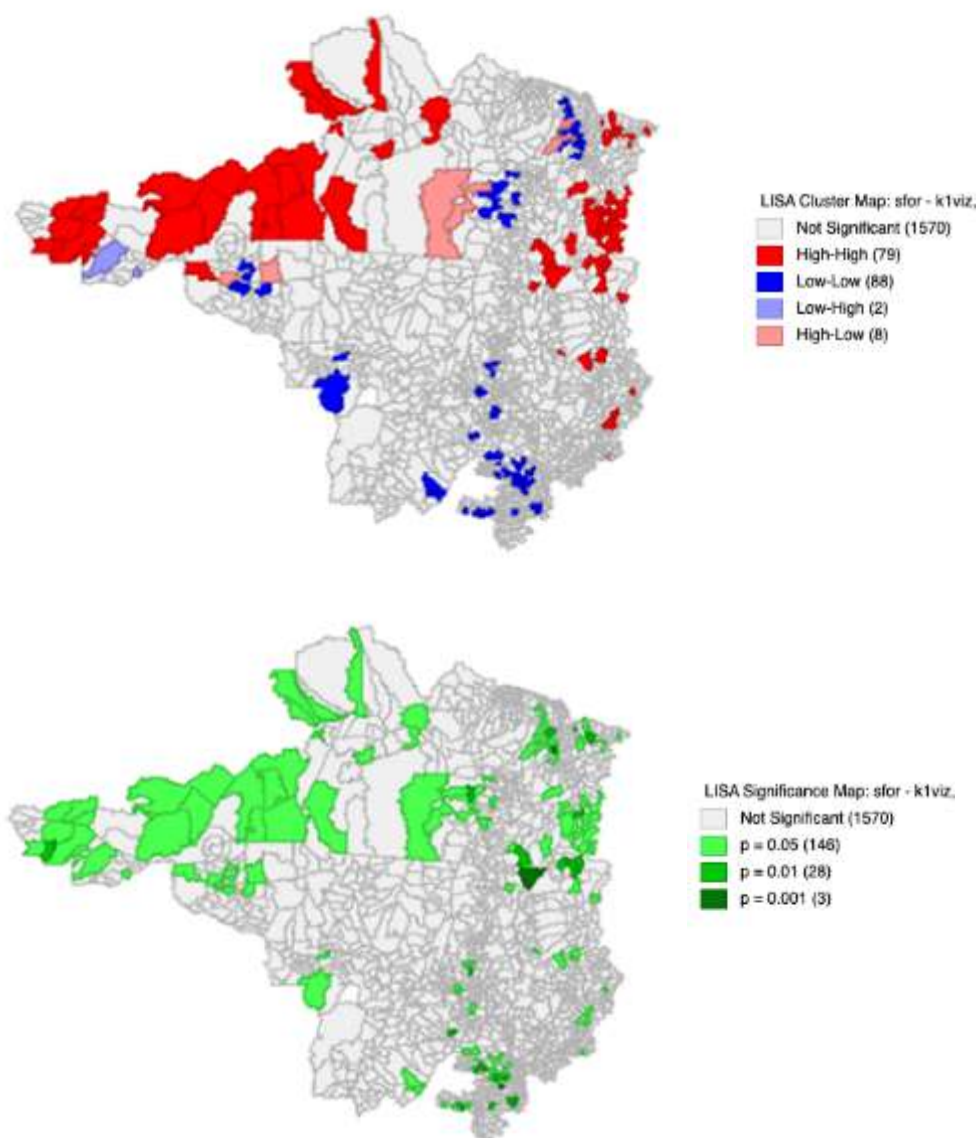 LISA Cluster Map: sfor - k1viz,
Not Significant (1570)
High-High (79)
Low-Low (88)
Low-High (2)
High-Low (8)
LISA Significance Map: sfor - k1viz,
Not Significant (1570)
p = 0.05 (146)
p = 0.01 (28)
p = 0.001 (3)